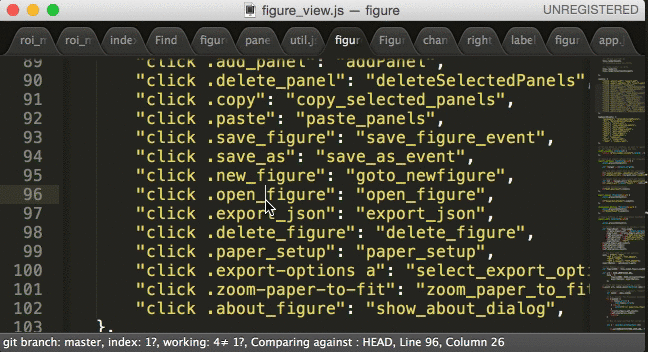 figure_view.js — figure
UNREGISTERED
roi_m roi_m index Find figur pane util.js figur Figur chan right label figur app.j
89 "click .add_panel": "addPanel",
90 "click .delete_panel": "deleteSelectedPanels",
91 "click .copy": "copy_selected_panels",
92 "click .paste": "paste_panels",
93 "click .save_figure": "save_figure_event",
94 "click .save_as": "save_as_event",
95 "click .new_figure": "goto_newfigure",
96 "click .open_figure": "open_figure",
97 "click .export_json": "export_json",
98 "click .delete_figure": "delete_figure",
99 "click .paper_setup": "paper_setup",
100 "click .export-options a": "select_export_opti
101 "click .zoom-paper-to-fit": "zoom_paper_to_fit
102 "click .about_figure": "show_about_dialog",
103 },
git branch: master, index: 1?, working: 4≠ 1?, Comparing against : HEAD, Line 96, Column 26